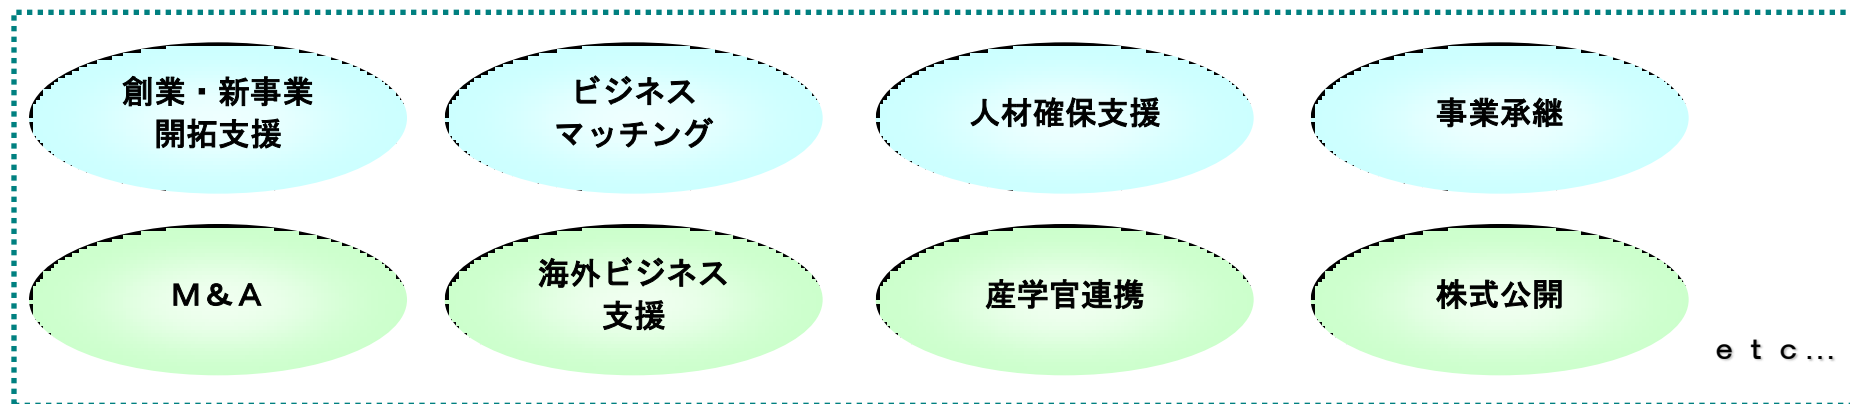 創業・新事業
開拓支援
ビジネス
マッチング
人材確保支援
事業承継
Ｍ＆Ａ
海外ビジネス
支援
産学官連携
株式公開
ｅｔｃ…